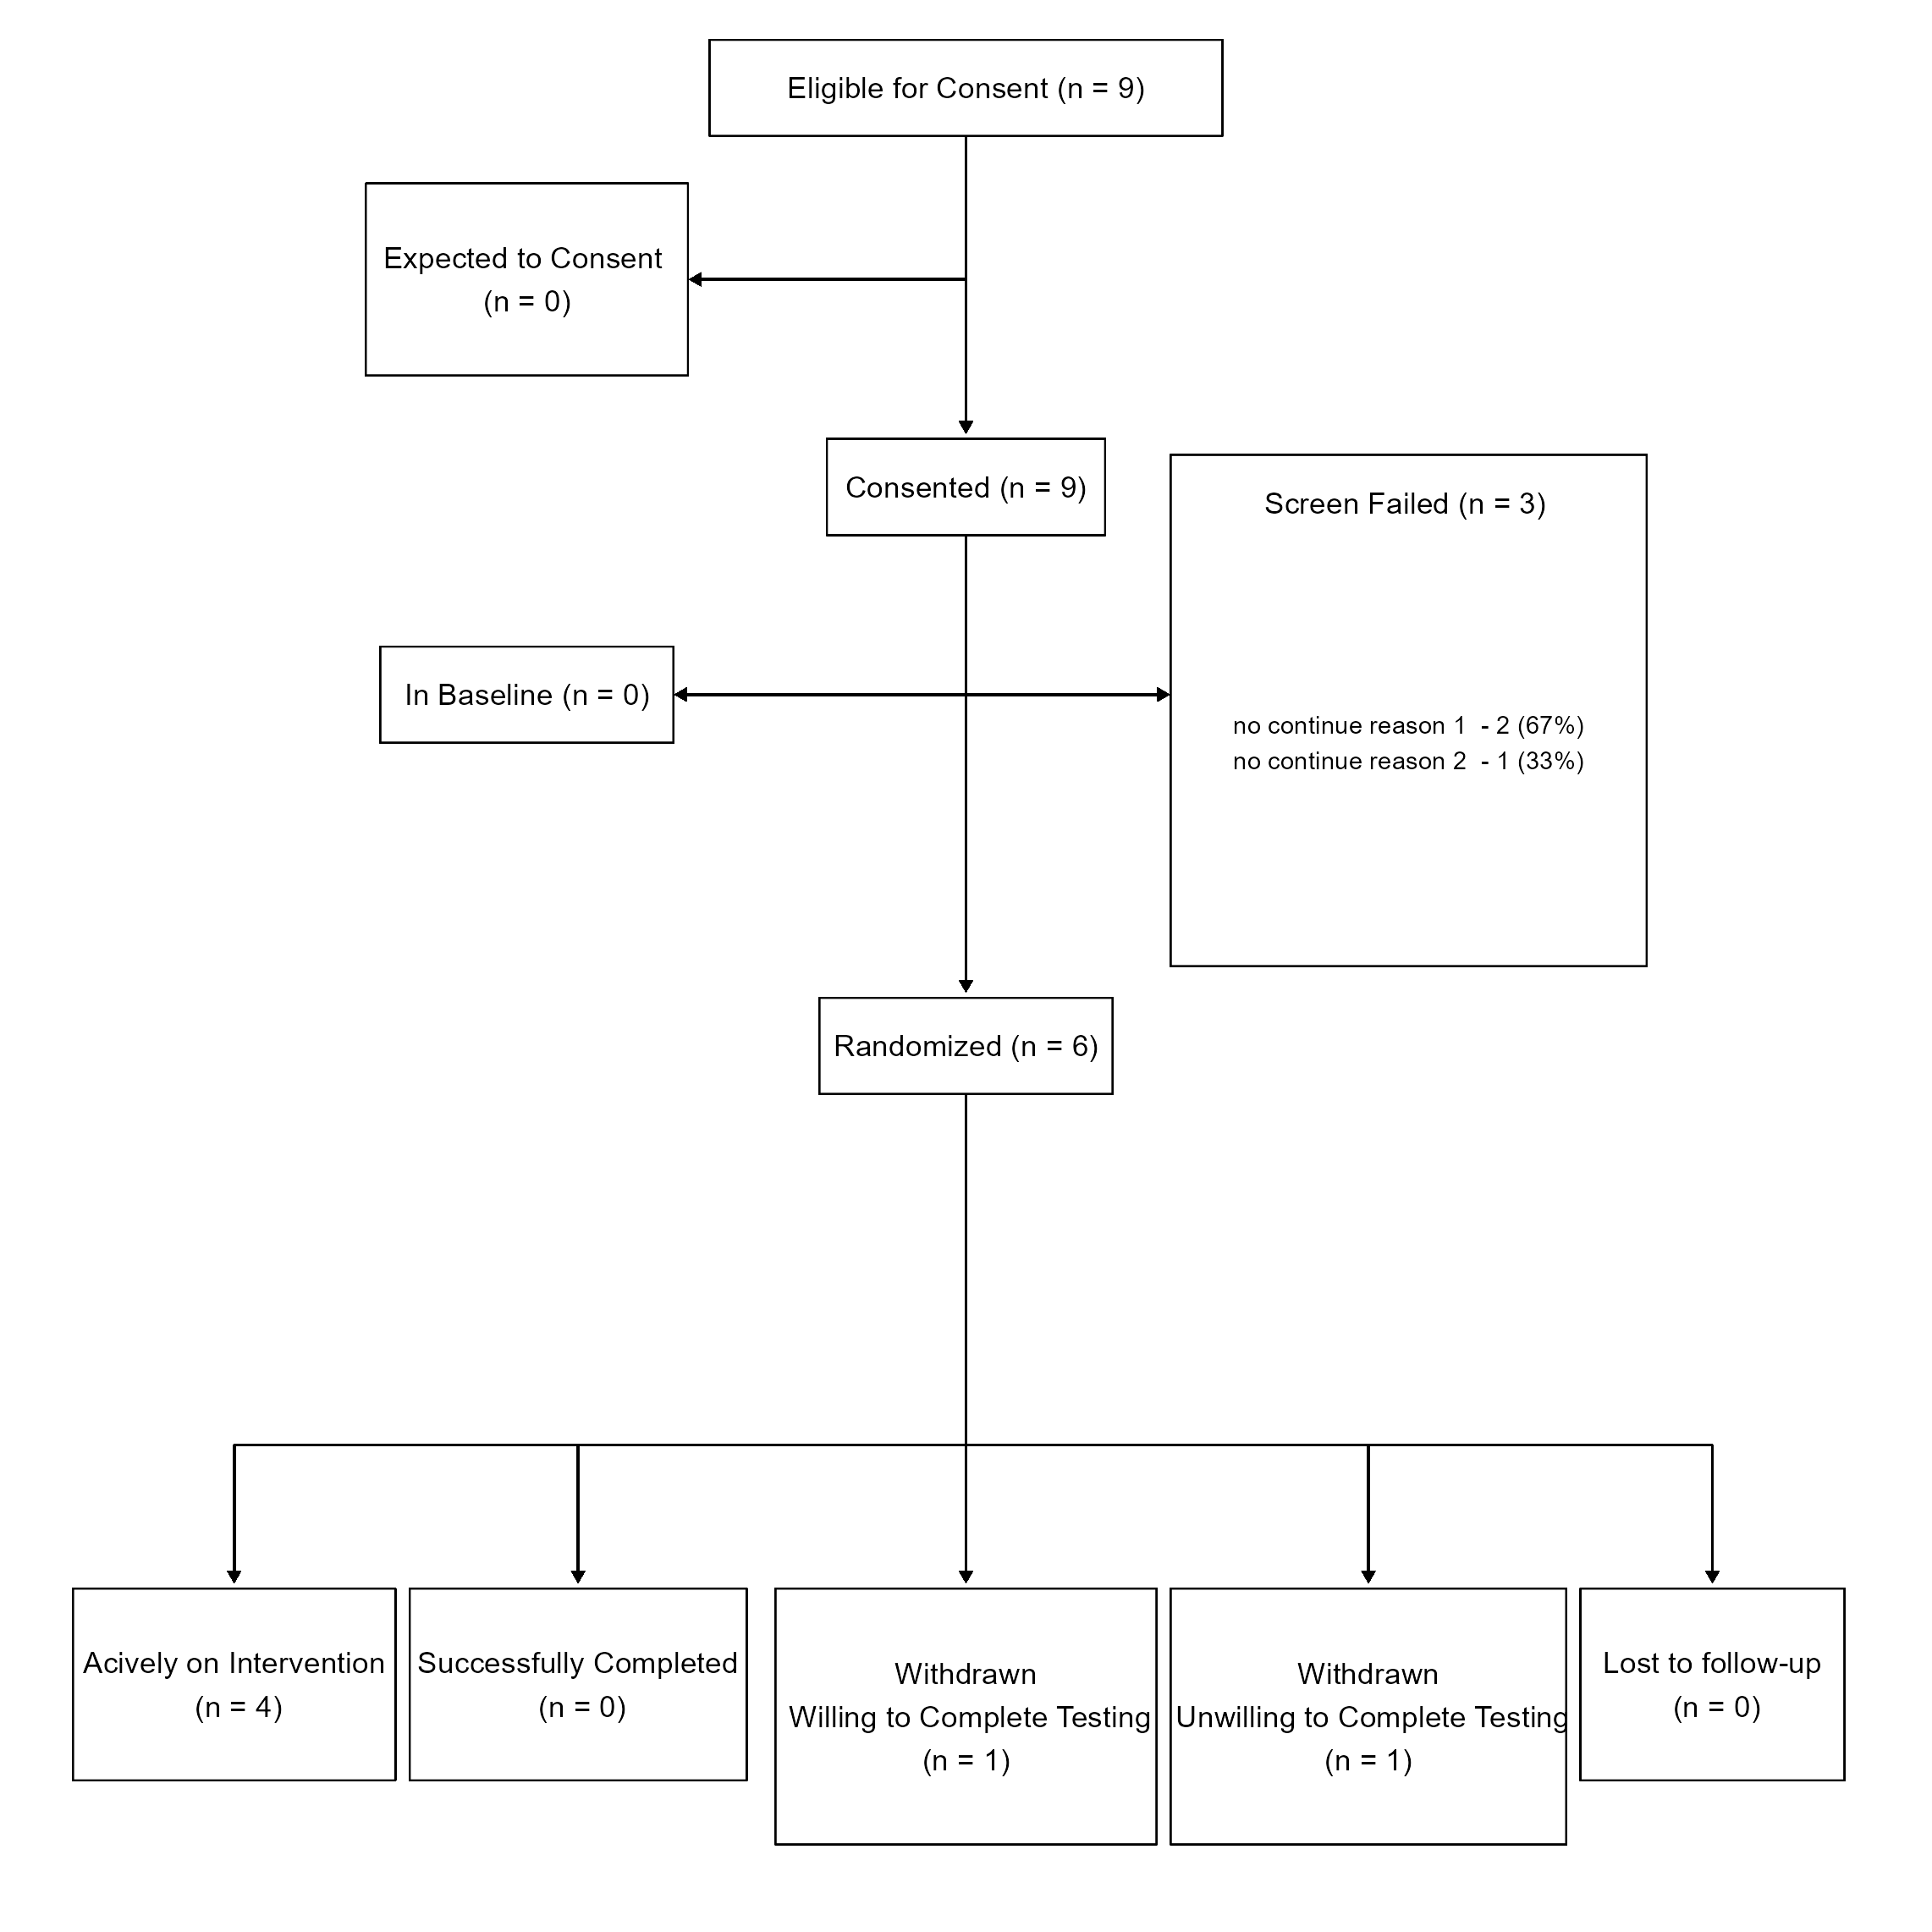 Eligible for Consent (n = 9)
Expected to Consent
(n = 0)
Consented (n = 9)
Screen Failed (n = 3)
In Baseline (n = 0)
no continue reason 1  - 2 (67%)
no continue reason 2  - 1 (33%)
Randomized (n = 6)
Acively on Intervention
(n = 4)
Successfully Completed
(n = 0)
Withdrawn
Willing to Complete Testing
(n = 1)
Withdrawn
Unwilling to Complete Testing
(n = 1)
Lost to follow-up
(n = 0)